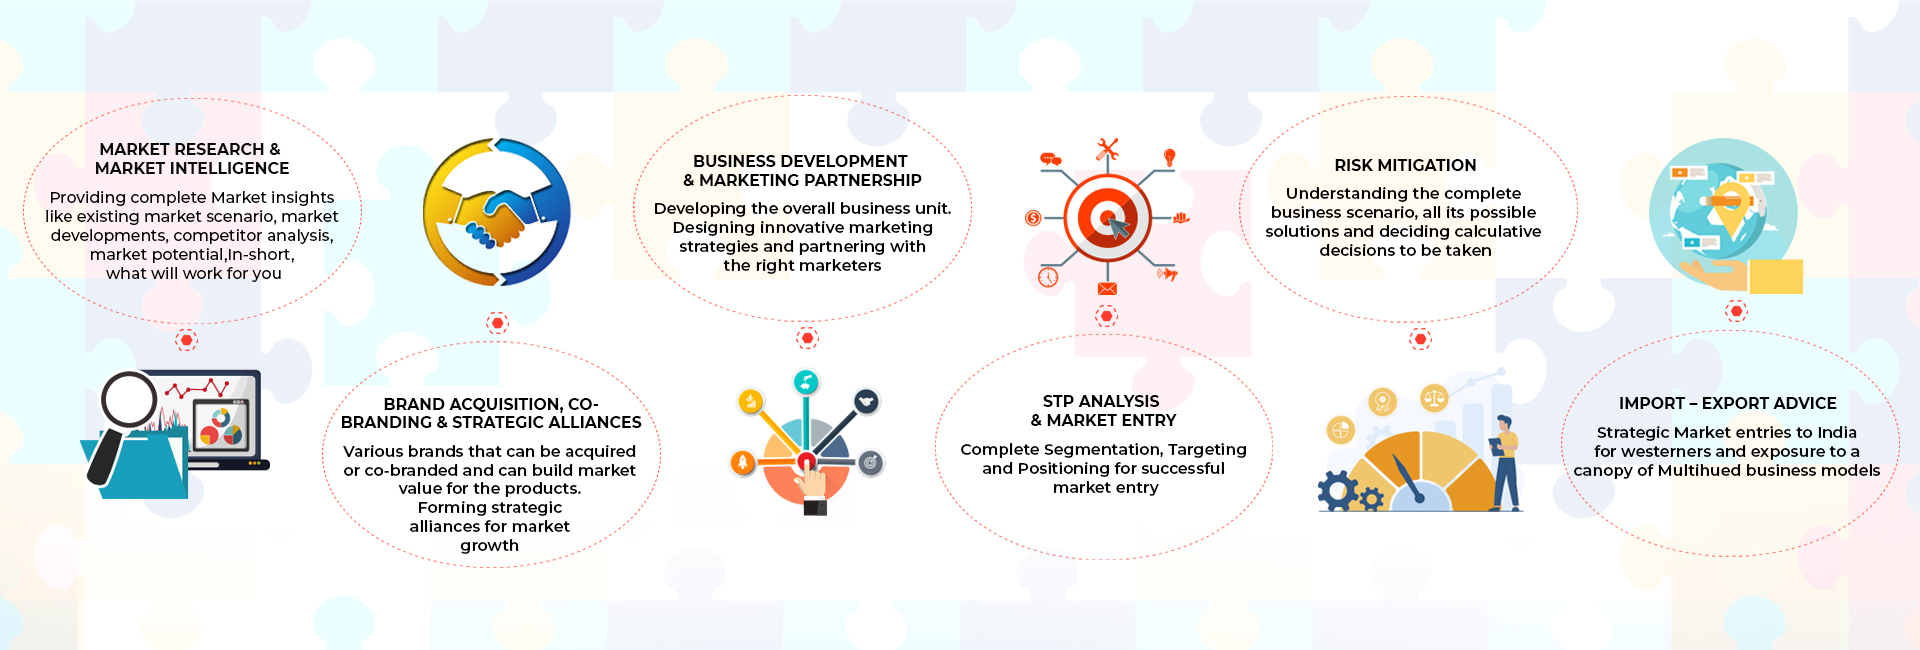 MARKET RESEARCH &
MARKET INTELLIGENCE
Providing complete Market insights
like existing market scenario, market
developments, competitor analysis,
market potential,In-short,
what will work for you
BRAND ACQUISITION, CO-
BRANDING & STRATEGIC ALLIANCES
Various brands that can be acquired
or co-branded and can build market
value for the products.
Forming strategic
alliances for market
growth
BUSINESS DEVELOPMENT
& MARKETING PARTNERSHIP
Developing the overall business unit.
Designing innovative marketing
strategies and partnering with
the right marketers
STP ANALYSIS
& MARKET ENTRY
Complete Segmentation, Targeting
and Positioning for successful
market entry
RISK MITIGATION
Understanding the complete
business scenario, all its possible
solutions and deciding calculative
decisions to be taken
IMPORT – EXPORT ADVICE
Strategic Market entries to India
for westerners and exposure to a
canopy of Multihued business models